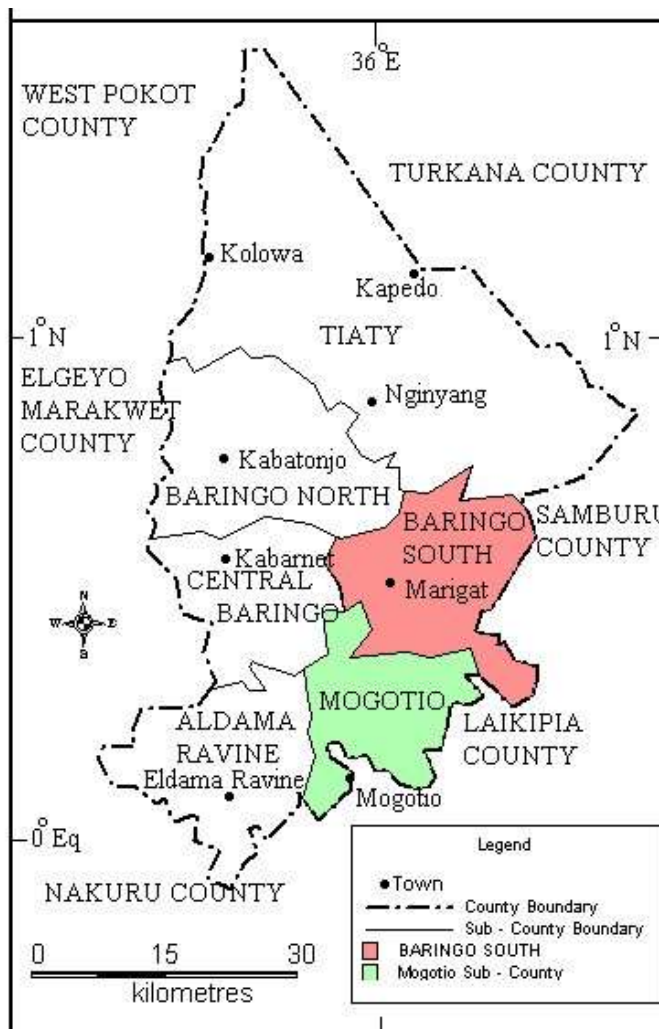 36°E
WEST POKOT
COUNTY
TURKANA COUNTY
Kolowa
Kapedo
1°N
TIATY
1°N
ELGEYO
MARAKWET
COUNTY
Nginyang
Kabatonjo
BARINGO NORTH
BARINGO
SOUTH
SAMBURU
COUNTY
Kabarnet
CENTRAL
BARINGO
Marigat
N
W
E
S
MOGOTIO
ALDAMA
RAVINE
LAIKIPIA
COUNTY
Eldama Ravine
Mogotio
0°Eq
NAKURU COUNTY
Legend
Town
County Boundary
Sub - County Boundary
BARINGO SOUTH
Mogotio Sub - County
0 15 30
kilometres